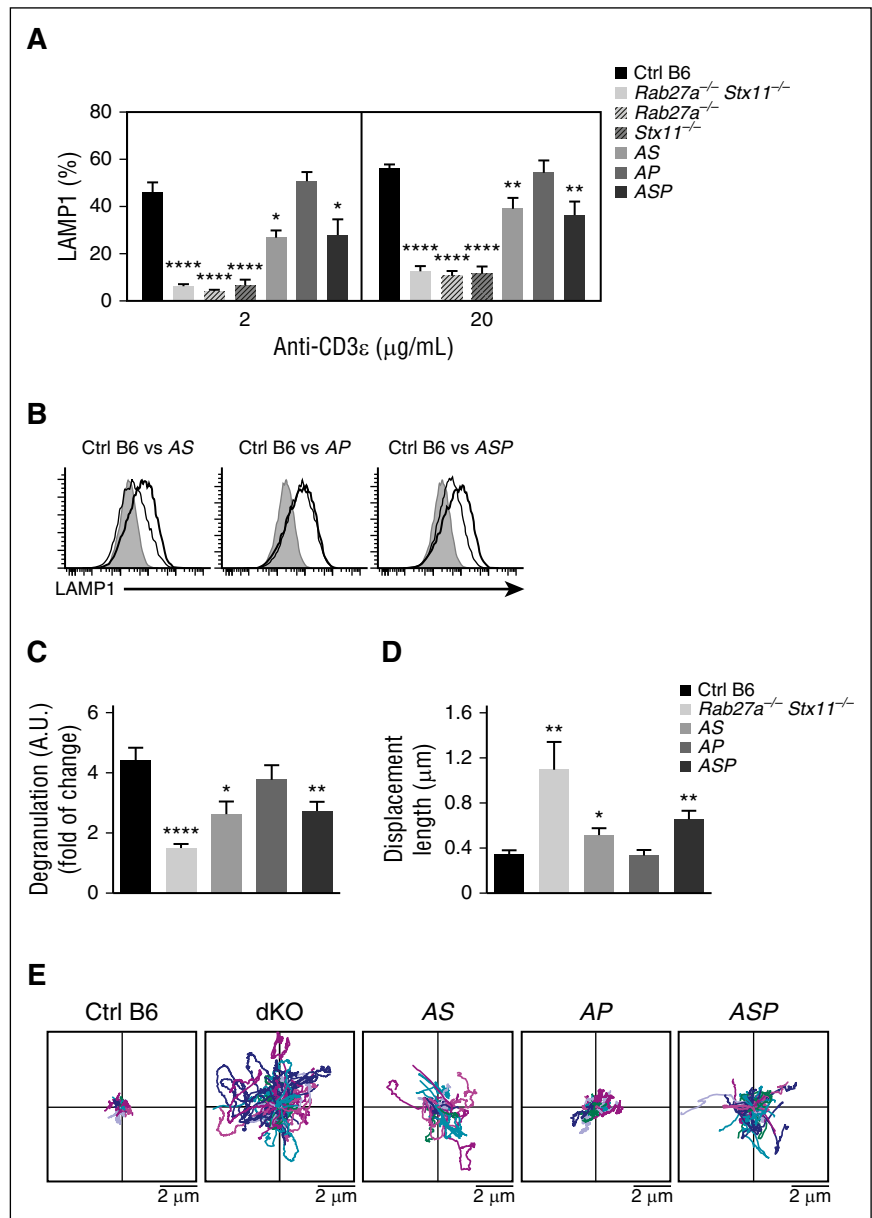 A
Ctrl B6
Rab27a–/– Stx11–/–
Rab27a–/–
Stx11–/–
AS
AP
ASP
LAMP1 (%)
80
60
40
20
0
**** **** **** * *
**** **** **** ** **
2 20
Anti-CD3ε (μg/mL)
B
Ctrl B6 vs AS Ctrl B6 vs AP Ctrl B6 vs ASP
LAMP1
C
Degranulation (A.U.)
(fold of change)
6
4
2
0
**** * **
D
Ctrl B6
Rab27a–/– Stx11–/–
AS
AP
ASP
Displacement
length (μm)
1.6
1.2
0.8
0.4
0
** * **
E
Ctrl B6 dKO AS AP ASP
2 μm 2 μm 2 μm 2 μm 2 μm